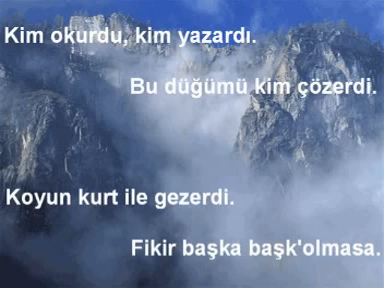 Kim okurdu, kim yazardı.
Bu düğümü kim çözerdi.
Koyun kurt ile gezerdi.
Fikir başka başk'olmasa.